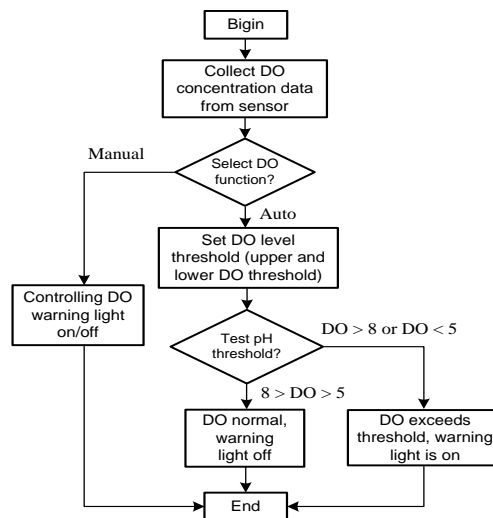 Bigin
Collect DO
concentration data
from sensor
Manual
Select DO
function?
Auto
Set DO level
threshold (upper and
lower DO threshold)
Controlling DO
warning light
on/off
Test pH
threshold?
DO > 8 or DO < 5
8 > DO > 5
DO normal,
warning
light off
DO exceeds
threshold, warning
light is on
End